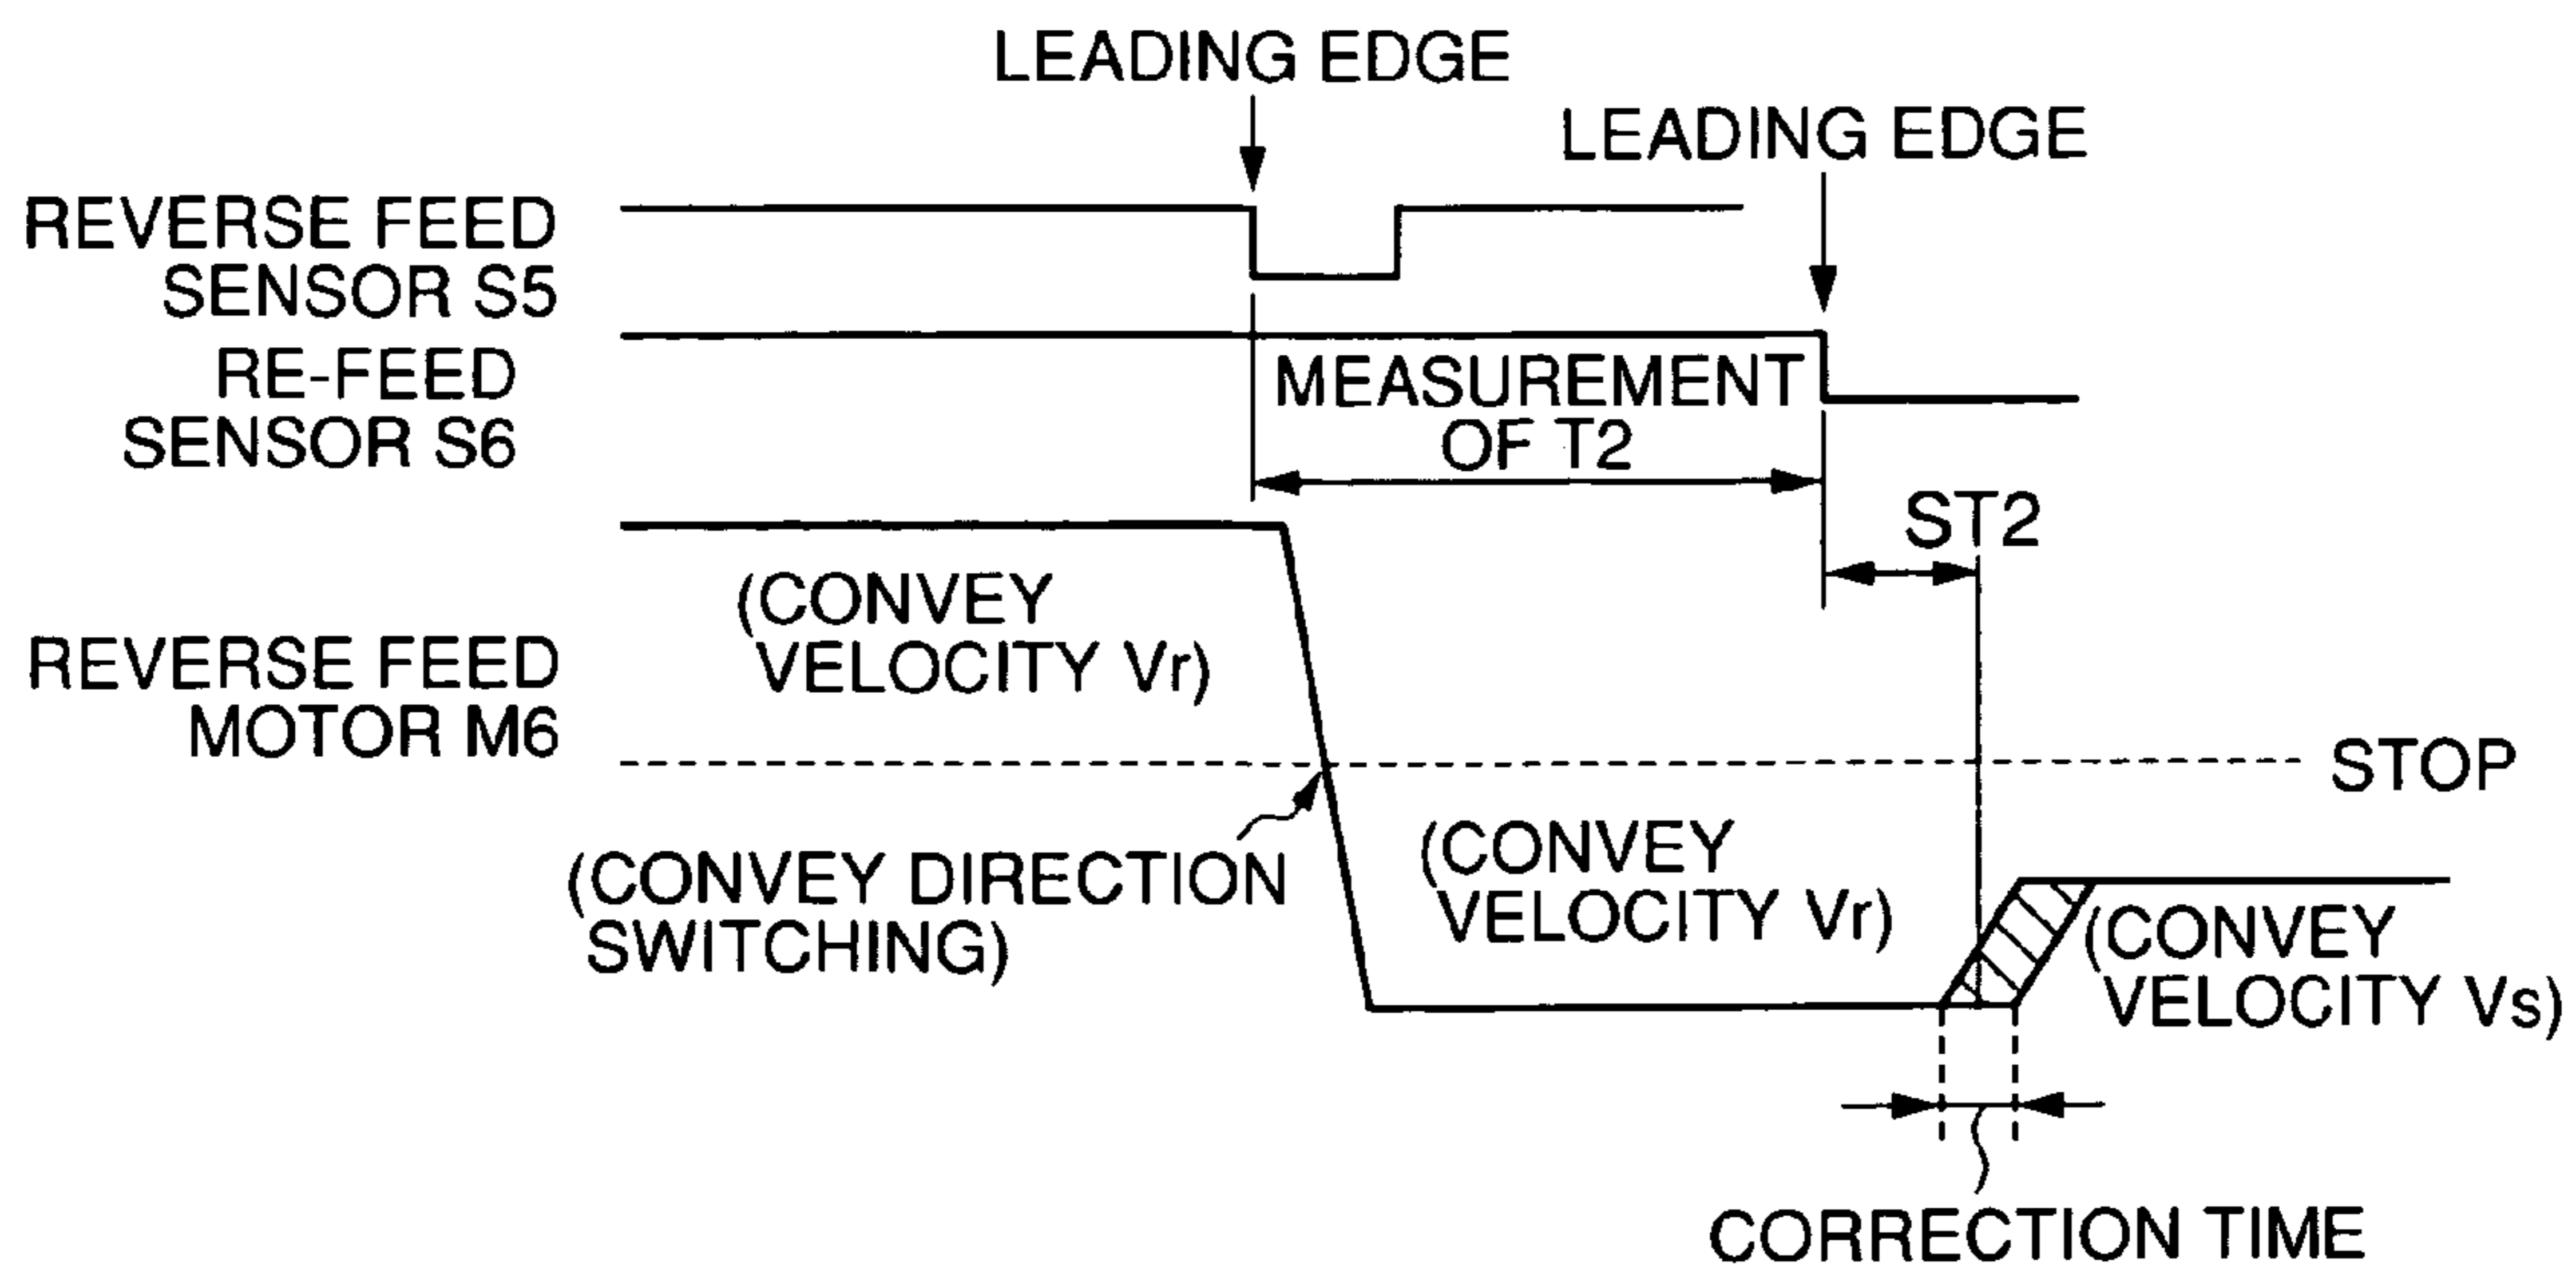 LEADING EDGE
LEADING EDGE
REVERSE FEED
SENSOR S5
RE-FEED
SENSOR S6
MEASUREMENT
OF T2
ST2
(CONVEY
VELOCITY Vr)
REVERSE FEED
MOTOR M6
STOP
(CONVEY DIRECTION
SWITCHING)
(CONVEY
VELOCITY Vr)
(CONVEY
VELOCITY Vs)
CORRECTION TIME